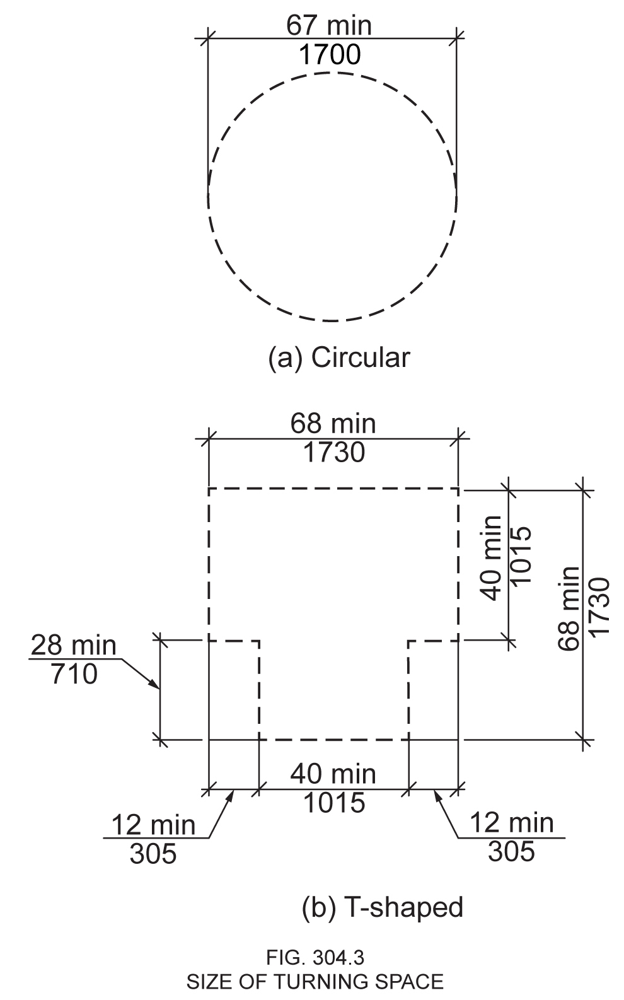 67 min
1700
(a) Circular
68 min
1730
40 min
1015
68 min
1730
28 min
710
40 min
1015
12 min
305
12 min
305
(b) T-shaped
FIG. 304.3
SIZE OF TURNING SPACE